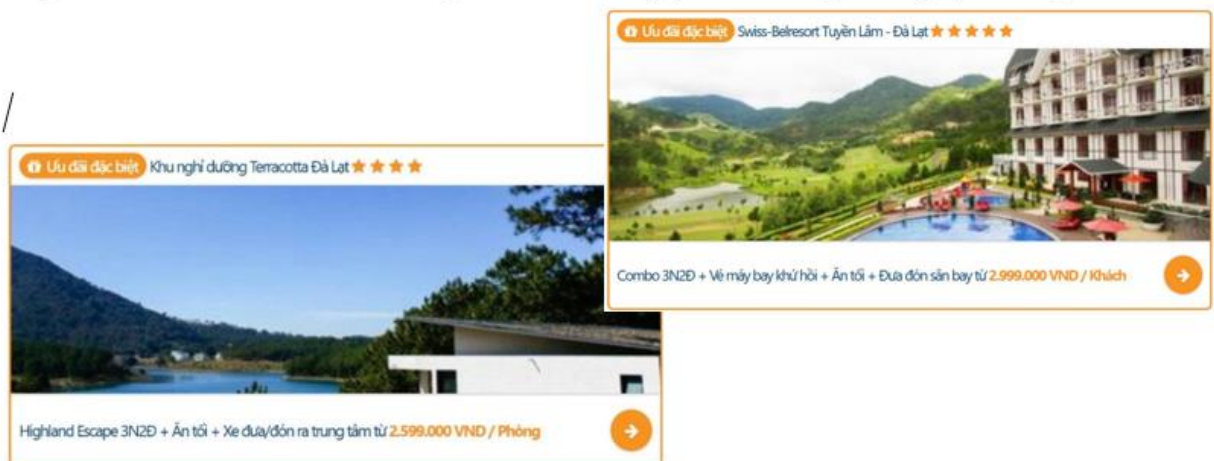 Ưu đãi đặc biệt Swiss-Belresort Tuyền Lâm - Đà Lạt
Combo 3N2Đ + Vé máy bay khứ hồi + Ăn tối + Đưa đón sân bay từ 2.999.000 VND / Khách
/
Ưu đãi đặc biệt Khu nghỉ dưỡng Terracotta Đà Lạt
Highland Escape 3N2Đ + Ăn tối + Xe đưa/đón ra trung tâm từ 2.599.000 VND / Phòng